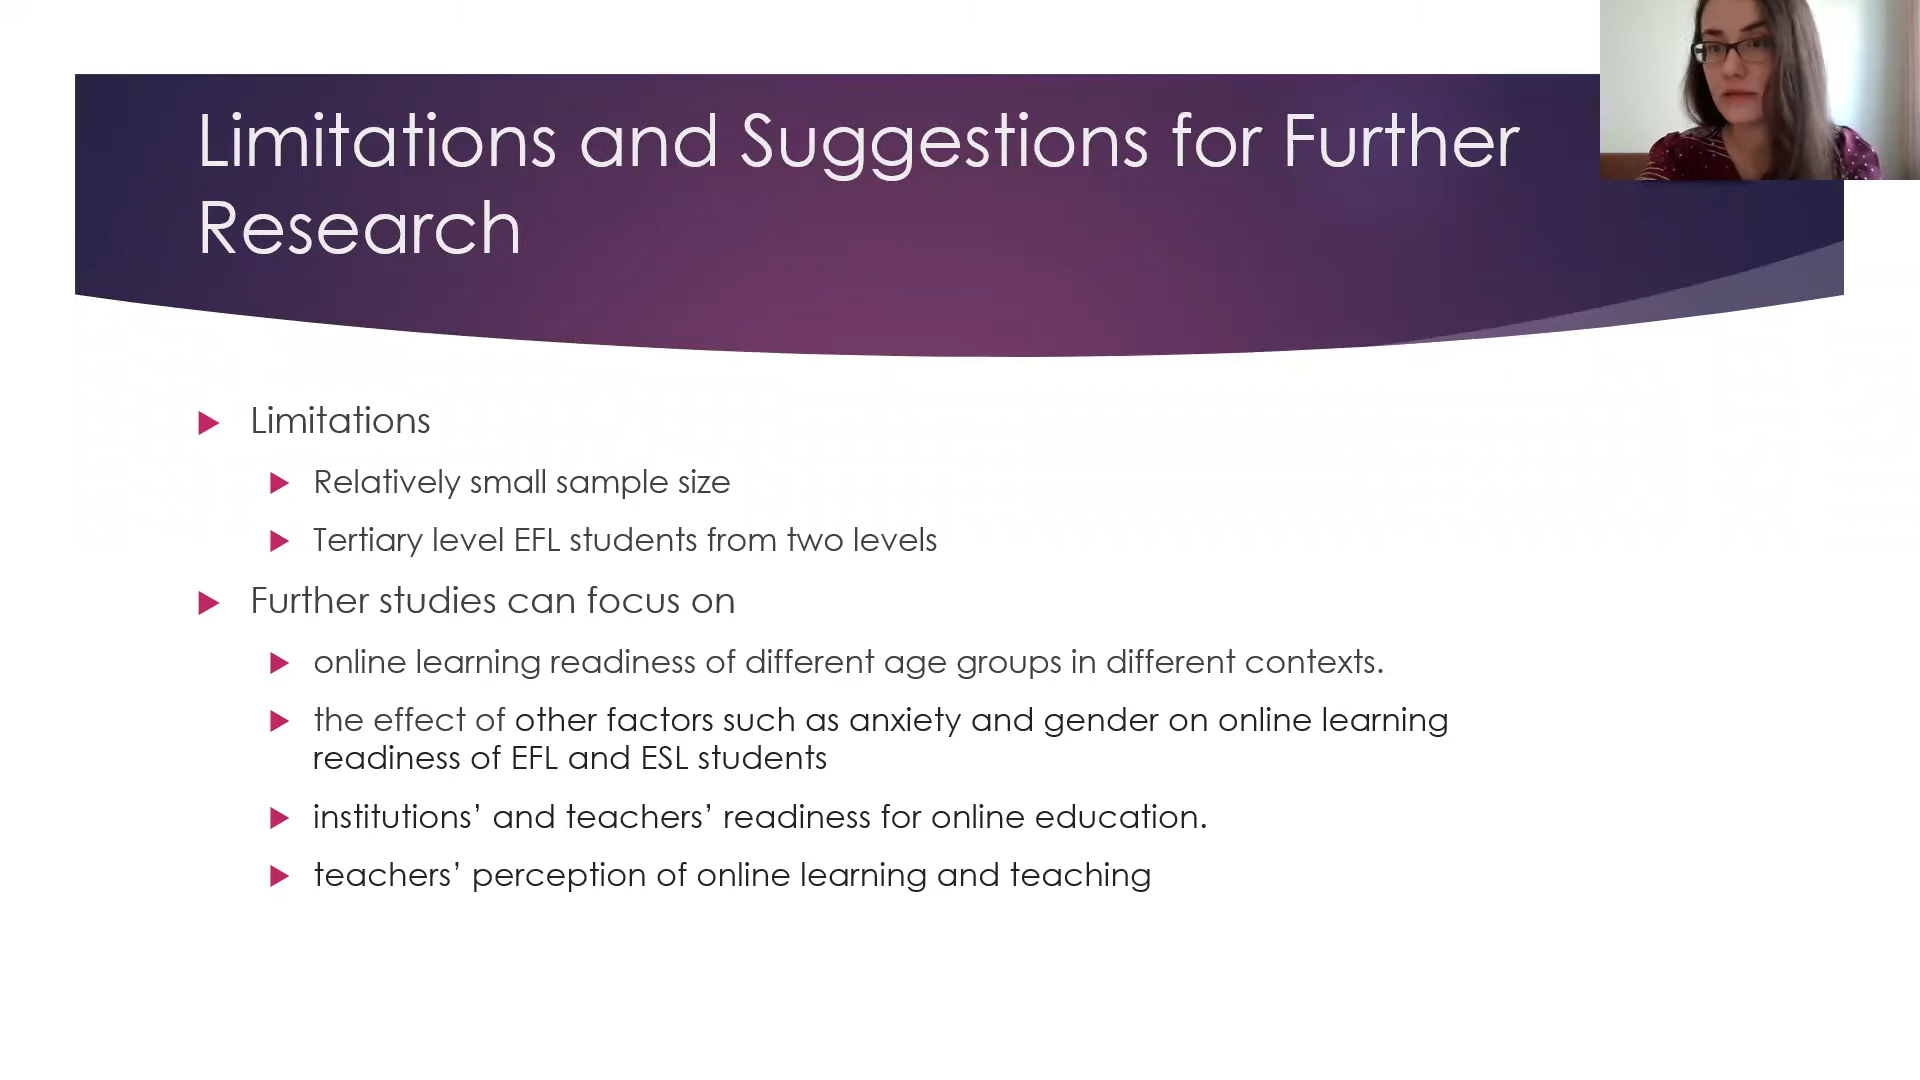 Limitations and Suggestions for Further
Research
Limitations
Relatively small sample size
Tertiary level EFL students from two levels
Further studies can focus on
online learning readiness of different age groups in different contexts.
the effect of other factors such as anxiety and gender on online learning
readiness of EFL and ESL students
institutions’ and teachers’ readiness for online education.
teachers’ perception of online learning and teaching